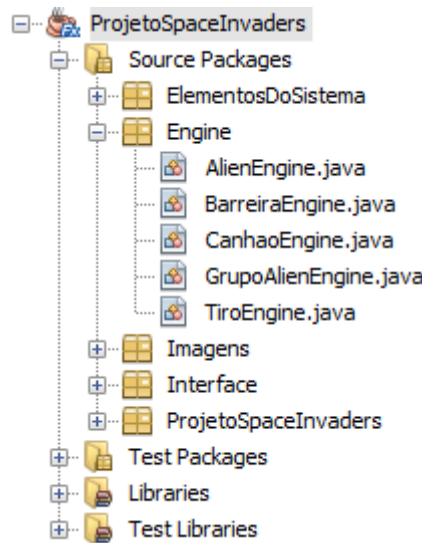 ProjetoSpaceInvaders
Source Packages
ElementosDoSistema
Engine
AlienEngine.java
BarreiraEngine.java
CanhaoEngine.java
GrupoAlienEngine.java
TiroEngine.java
Imagens
Interface
ProjetoSpaceInvaders
Test Packages
Libraries
Test Libraries